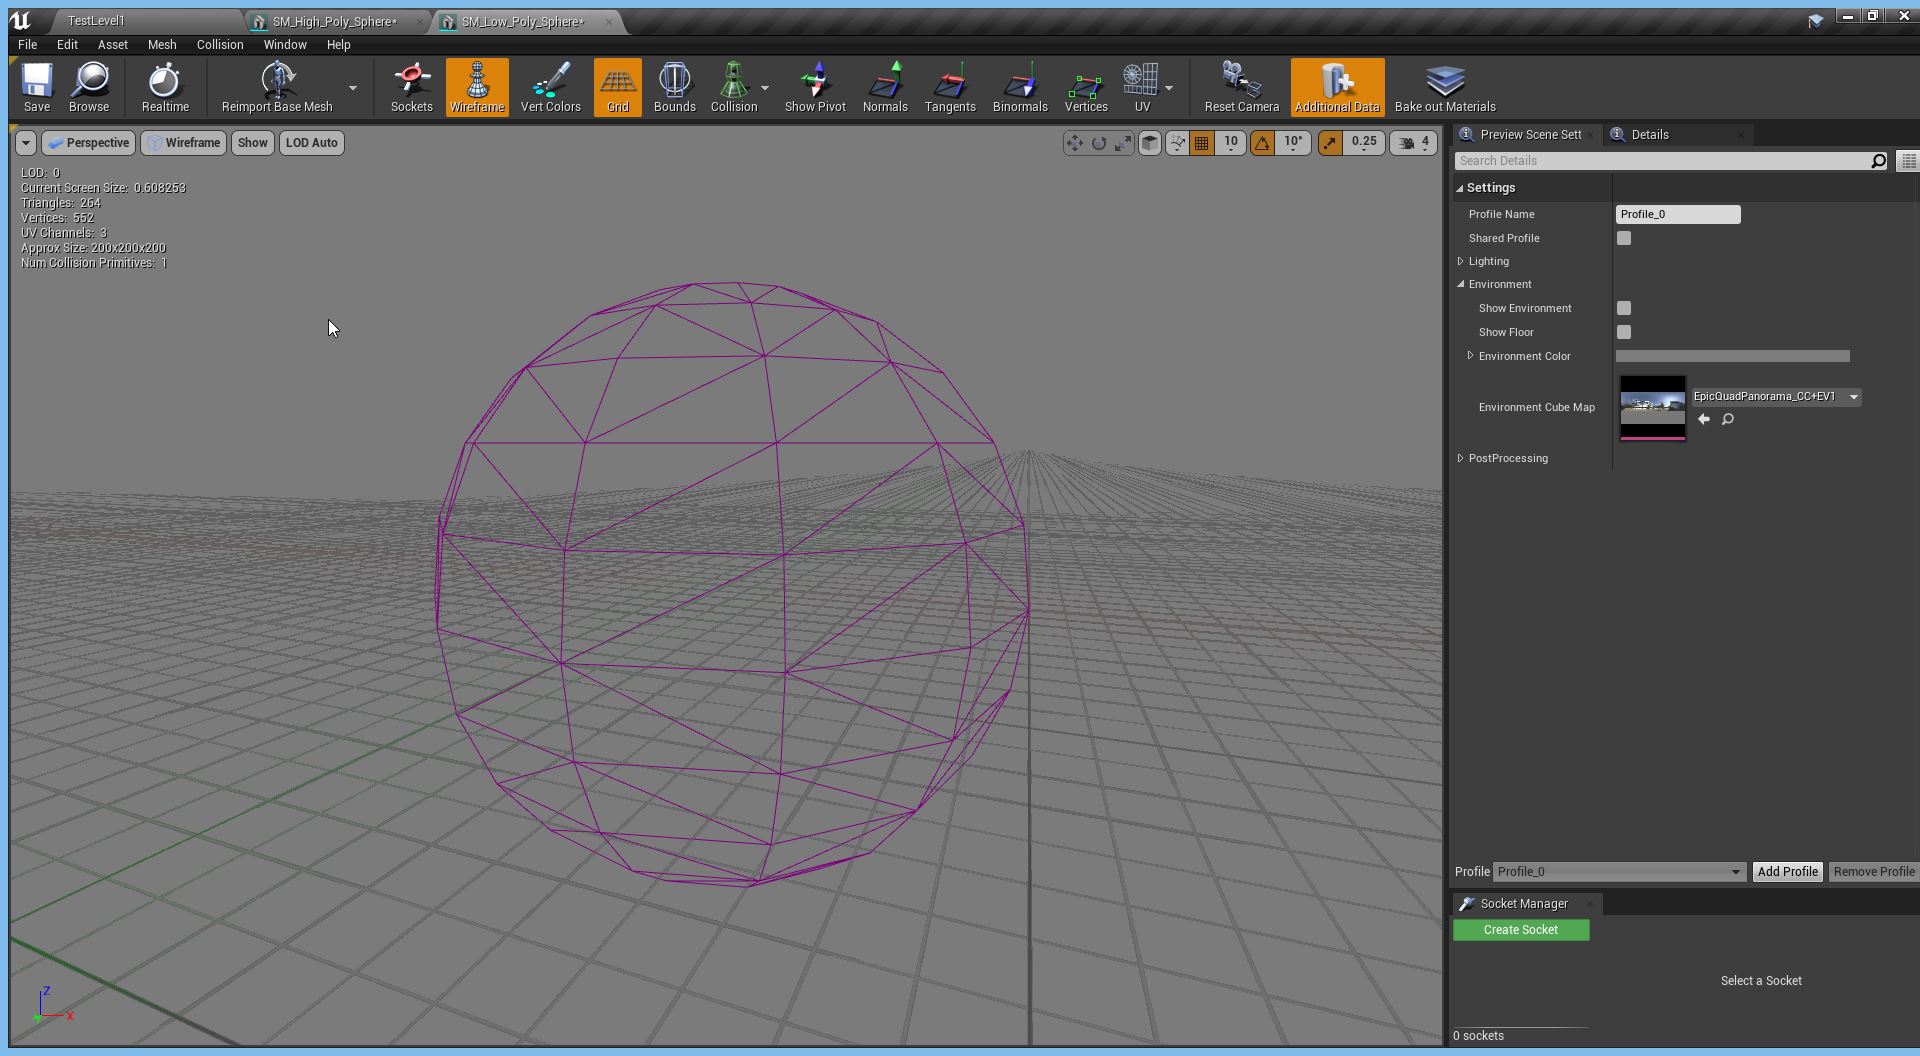 TestLevel1
SM_High_Poly_Sphere*
SM_Low_Poly_Sphere*
File Edit Asset Mesh Collision Window Help
Save Browse Realtime Reimport Base Mesh Sockets Wireframe Vert Colors Grid Bounds Collision Show Pivot Normals Tangents Binormals Vertices UV Reset Camera Additional Data Bake out Materials
Perspective Wireframe Show LOD Auto 10 10° 0.25 4
LOD: 0
Current Screen Size: 0.608253
Triangles: 264
Vertices: 552
UV Channels: 3
Approx Size: 200x200x200
Num Collision Primitives: 1
Z
X
Preview Scene Sett Details
Search Details
Settings
Profile Name Profile_0
Shared Profile
Lighting
Environment
Show Environment
Show Floor
Environment Color
Environment Cube Map EpicQuadPanorama_CC+EV1
PostProcessing
Profile Profile_0 Add Profile Remove Profile
Socket Manager
Create Socket
Select a Socket
0 sockets